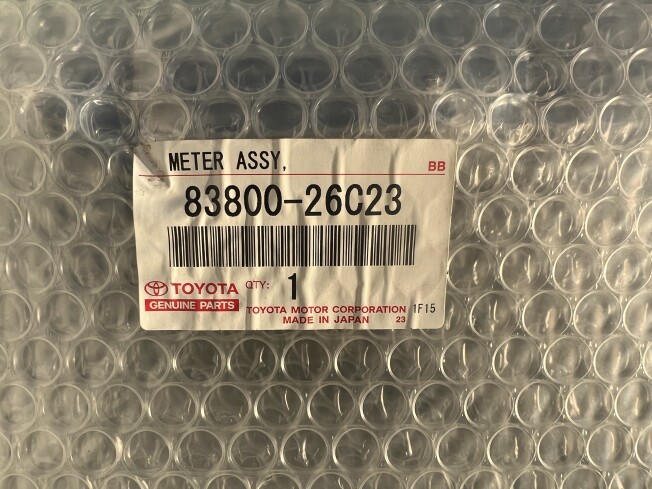 METER ASSY,
BB
83800-26C23
TOYOTA QTY: 1
GENUINE PARTS
TOYOTA MOTOR CORPORATION 1F15
MADE IN JAPAN 23